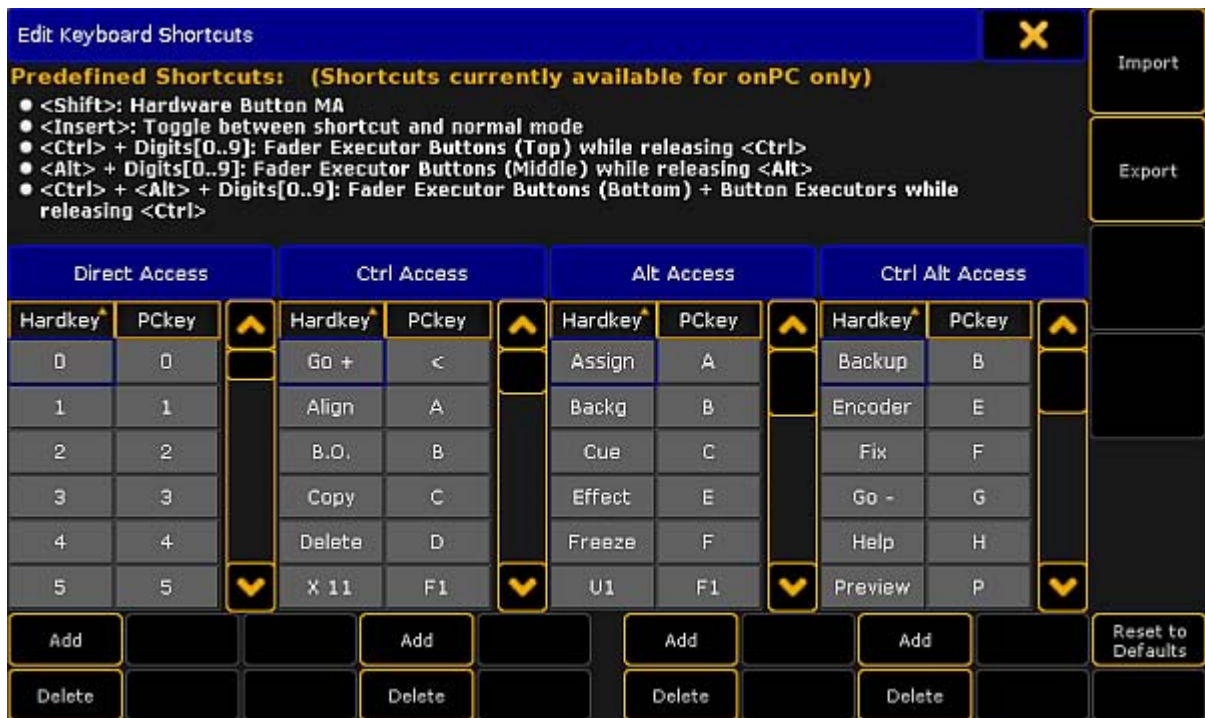 Edit Keyboard Shortcuts
Import
Predefined Shortcuts: (Shortcuts currently available for onPC only)
● <Shift>: Hardware Button MA
● <Insert>: Toggle between shortcut and normal mode
● <Ctrl> + Digits[0..9]: Fader Executor Buttons (Top) while releasing <Ctrl>
● <Alt> + Digits[0..9]: Fader Executor Buttons (Middle) while releasing <Alt>
Export
● <Ctrl> + <Alt> + Digits[0..9]: Fader Executor Buttons (Bottom) + Button Executors while
releasing <Ctrl>
Direct Access Ctrl Access Alt Access Ctrl Alt Access
Hardkey PCkey Hardkey PCkey Hardkey PCkey Hardkey PCkey
0 0 Go + < Assign A Backup B
1 1 Align A Backg B Encoder E
2 2 B.O. B Cue C Fix F
3 3 Copy C Effect E Go - G
4 4 Delete D Freeze F Help H
5 5 X 11 F1 U1 F1 Preview P
Add Add Add Add Reset to
Defaults
Delete Delete Delete Delete